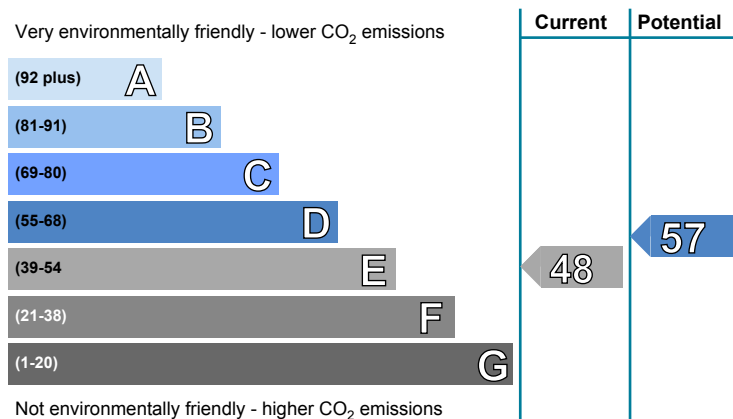 Current Potential
Very environmentally friendly - lower CO2 emissions
(92 plus) A
(81-91) B
(69-80) C
(55-68) D
57
(39-54 E
48
(21-38) F
(1-20) G
Not environmentally friendly - higher CO2 emissions